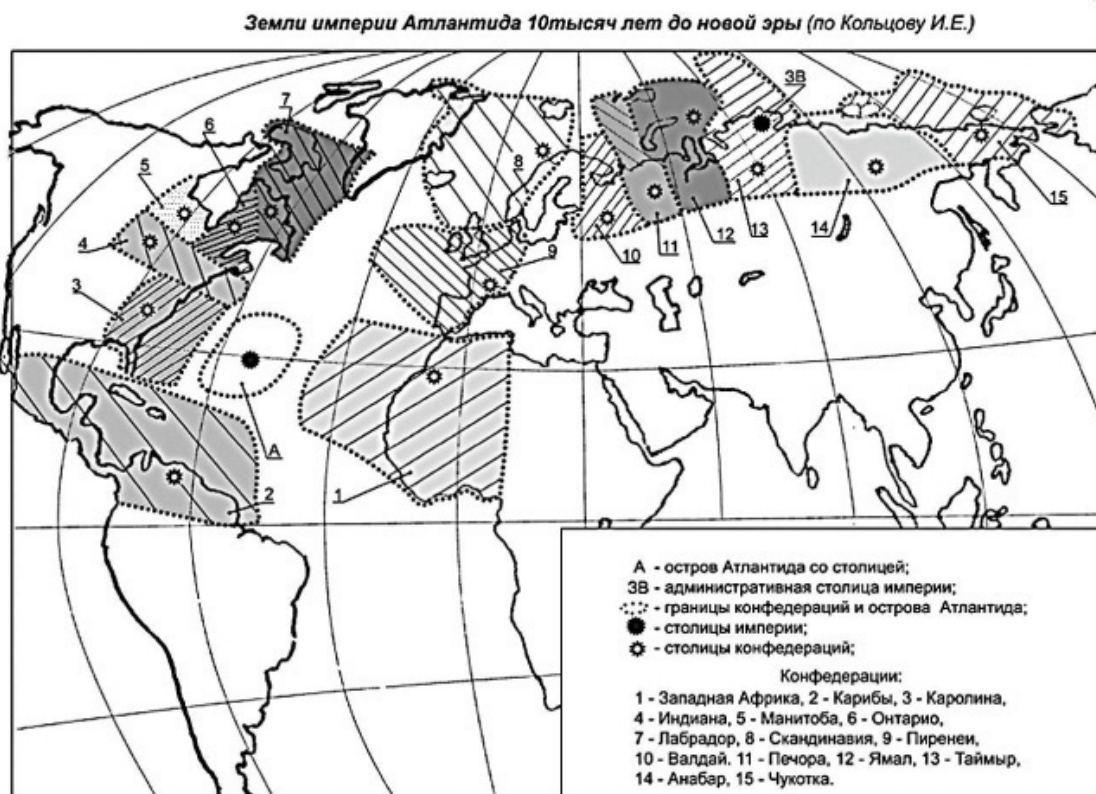 Земли империи Атлантида 10тысяч лет до новой эры (по Кольцову И.Е.)
7
6
5
4
3
2
А
1
8
9
10
11
12
3В
13
14
15
А - остров Атлантида со столицей;
3В - административная столица империи;
- границы конфедераций и острова Атлантида;
- столицы империи;
- столицы конфедераций;
Конфедерации:
1 - Западная Африка, 2 - Карибы, 3 - Каролина,
4 - Индиана, 5 - Манитоба, 6 - Онтарио,
7 - Лабрадор, 8 - Скандинавия, 9 - Пиренеи,
10 - Валдай. 11 - Печора, 12 - Ямал, 13 - Таймыр,
14 - Анабар, 15 - Чукотка.